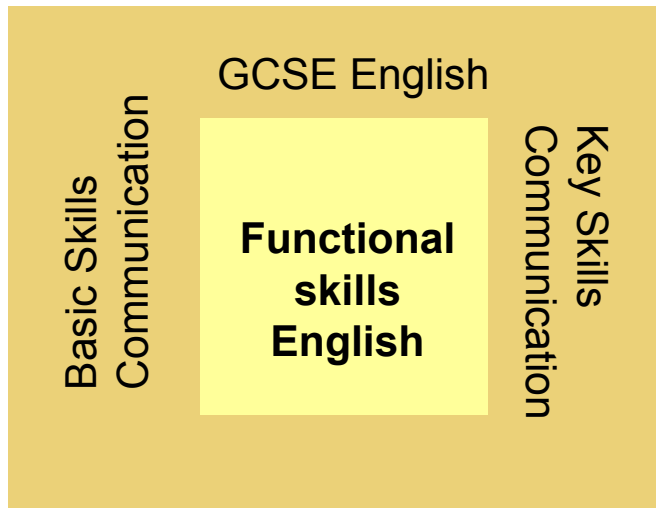 GCSE English
Basic Skills
Communication
Functional
skills
English
Key Skills
Communication